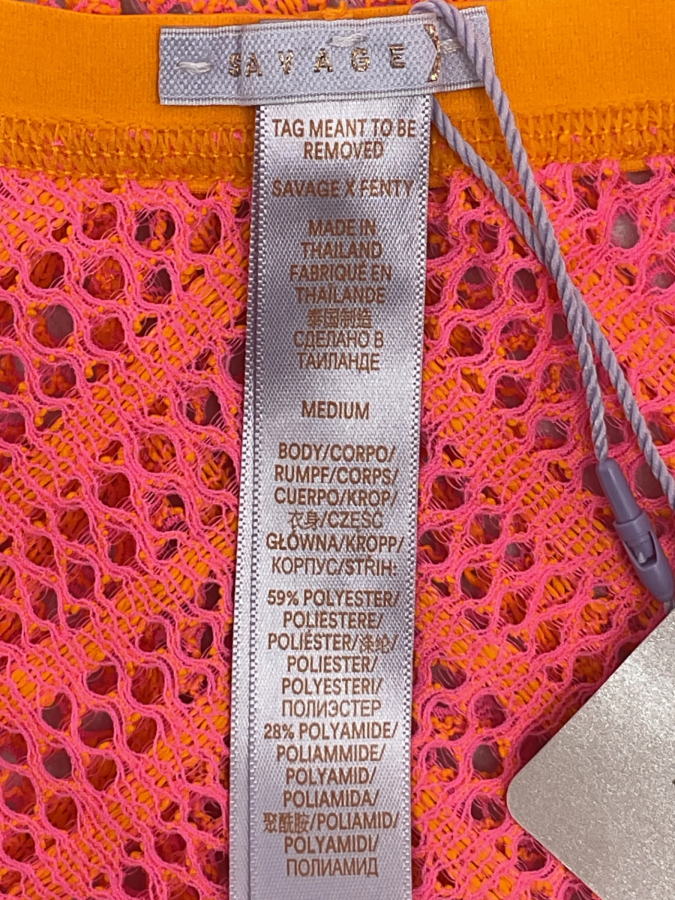 SAVAGE
TAG MEANT TO BE
REMOVED
SAVAGE X FENTY
MADE IN
THAILAND
FABRIQUÉ EN
THAÏLANDE
泰国制造
СДЕЛАНО В
ТАИЛАНДЕ
MEDIUM
BODY/CORPO/
RUMPF/CORPS/
CUERPO/KROP/
衣身/CZEŚĆ
GŁÓWNA/KROPP/
КОРПУС/STŘIH:
59% POLYESTER/
POLIESTERE/
POLIÉSTER/涤纶/
POLIESTER/
POLYESTERI/
ПОЛИЭСТЕР
28% POLYAMIDE/
POLIAMMIDE/
POLYAMID/
POLIAMIDA/
聚酰胺/POLIAMID/
POLYAMIDI/
ПОЛИАМИД